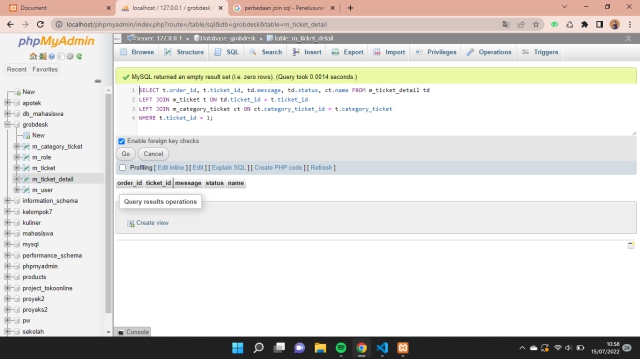 Document
localhost / 127.0.0.1 / grobdesk
perbedaan join sql - Penelusuran
localhost/phpmyadmin/index.php?route=/table/sql&db=grobdesk&table=m_ticket_detail
phpMyAdmin
Recent Favorites
New
apotek
db_mahasiswa
grobdesk
New
m_category_ticket
m_role
m_ticket
m_ticket_detail
m_user
information_schema
kelompok7
kuliner
mahasiswa
mysql
performance_schema
phpmyadmin
products
project_tokoonline
proyek2
proyeks2
pw
sekolah
Server: 127.0.0.1 » Database: grobdesk » Table: m_ticket_detail
Browse Structure SQL Search Insert Export Import Privileges Operations Triggers
MySQL returned an empty result set (i.e. zero rows). (Query took 0.0014 seconds.)
1 SELECT t.order_id, t.ticket_id, td.message, td.status, ct.name FROM m_ticket_detail td
2 LEFT JOIN m_ticket t ON td.ticket_id = t.ticket_id
3 LEFT JOIN m_category_ticket ct ON ct.category_ticket_id = t.category_ticket
4 WHERE t.ticket_id = 1;
Enable foreign key checks
Go Cancel
Profiling [ Edit inline ] [ Edit ] [ Explain SQL ] [ Create PHP code ] [ Refresh ]
order_id ticket_id message status name
Query results operations
Create view
Console
10:58
15/07/2022